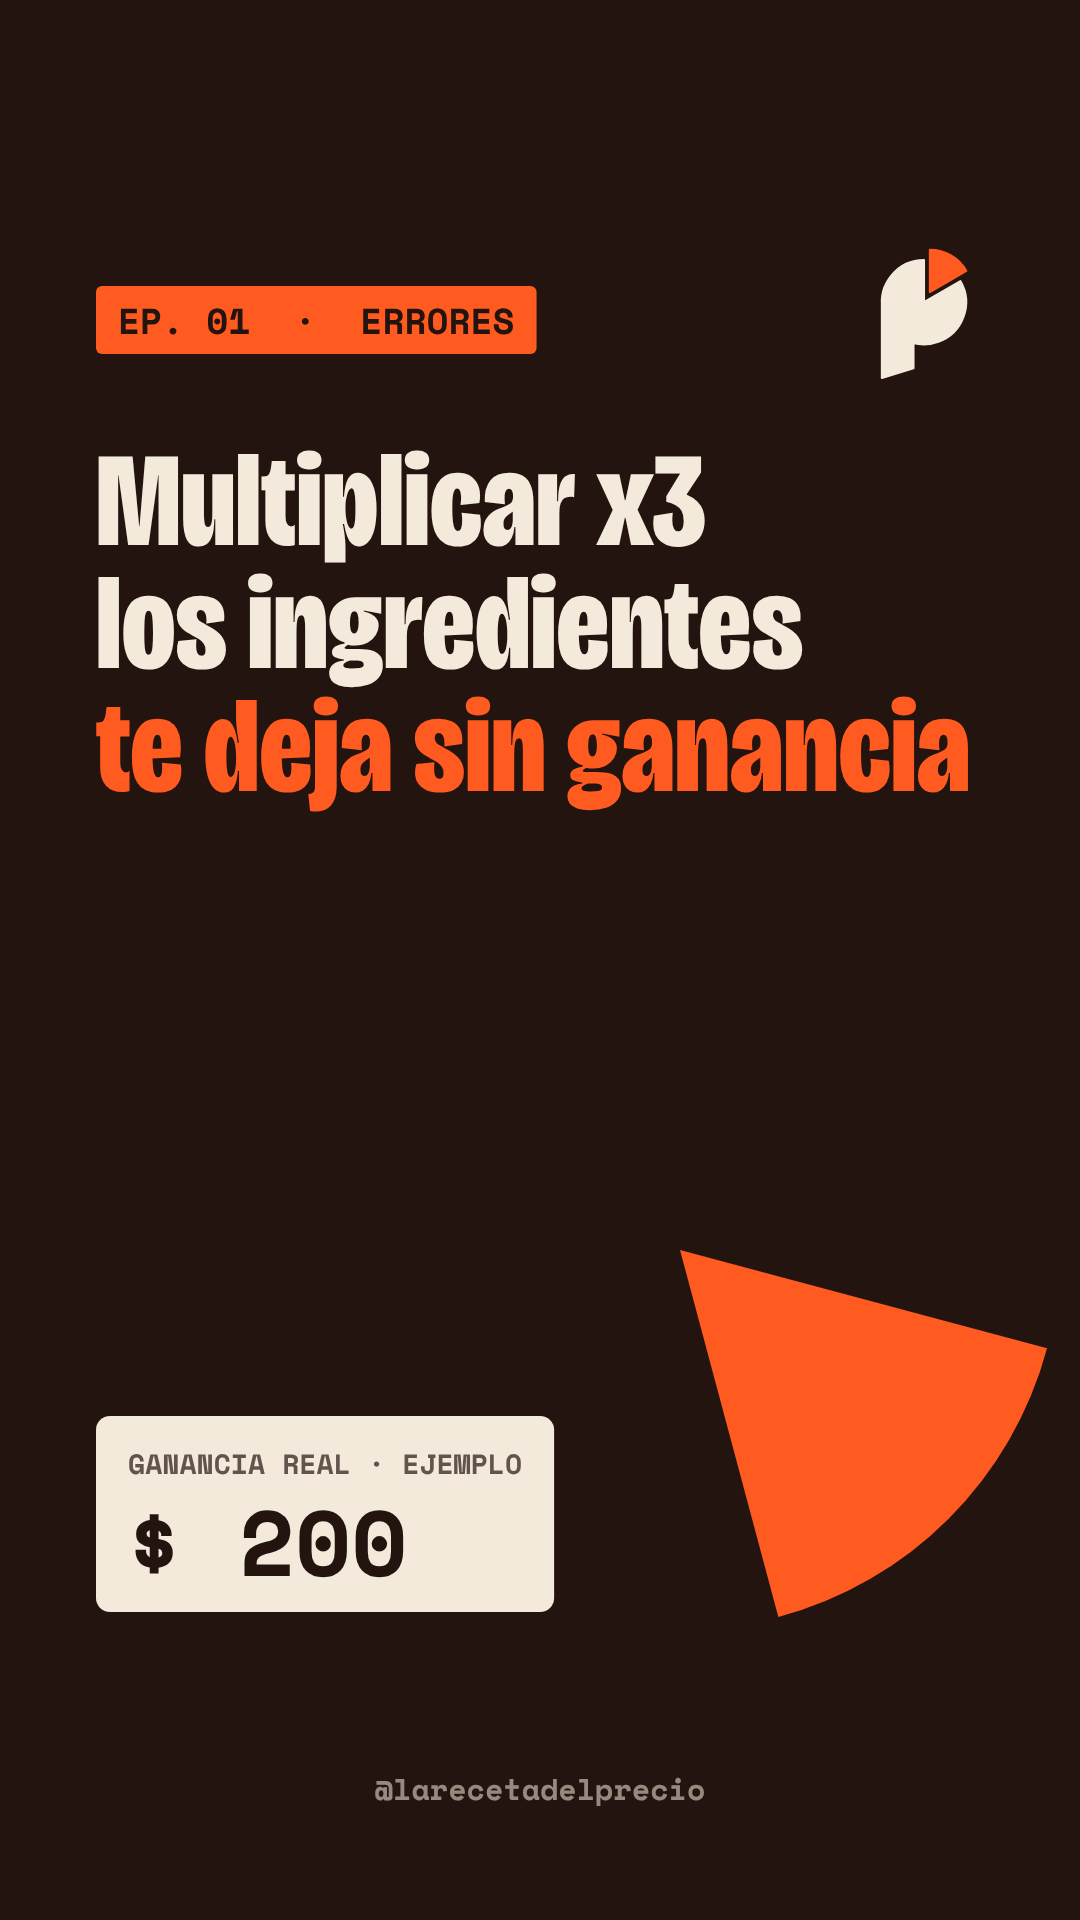 EP. 01 · ERRORES
Multiplicar x3
los ingredientes
te deja sin ganancia
GANANCIA REAL · EJEMPLO
$ 200
@larecetadelprecio